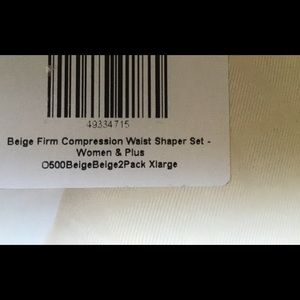 49334715
Beige Firm Compression Waist Shaper Set -
Women & Plus
O500BeigeBeige2Pack Xlarge